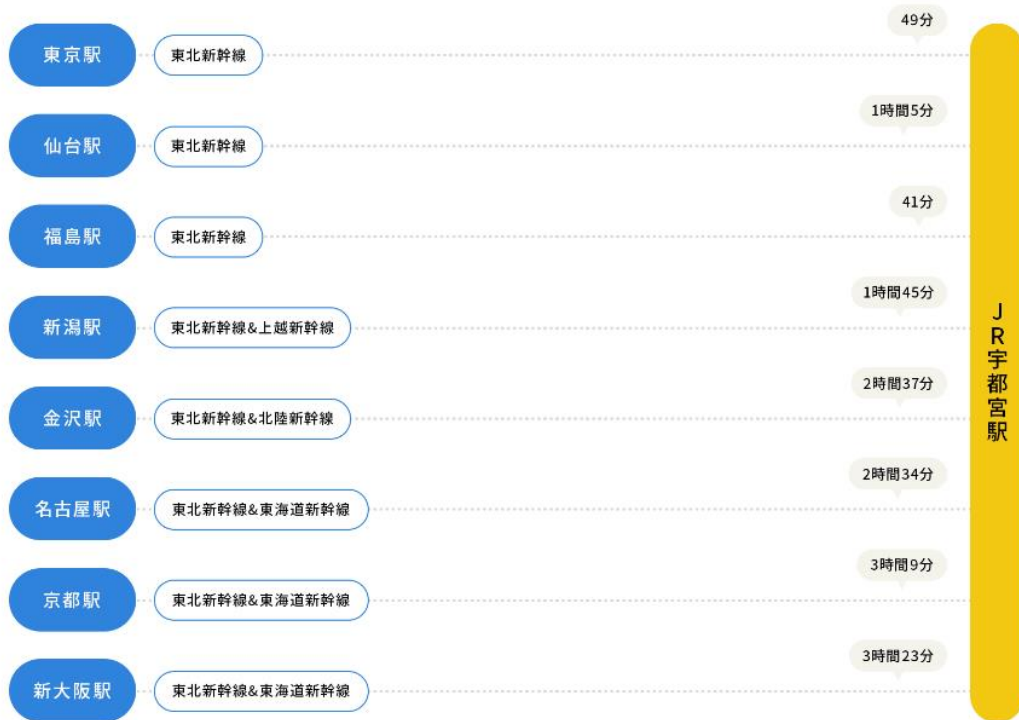 49分
東京駅 東北新幹線
1時間5分
仙台駅 東北新幹線
41分
福島駅 東北新幹線
1時間45分
新潟駅 東北新幹線&上越新幹線
2時間37分
金沢駅 東北新幹線&北陸新幹線
2時間34分
名古屋駅 東北新幹線&東海道新幹線
3時間9分
京都駅 東北新幹線&東海道新幹線
3時間23分
新大阪駅 東北新幹線&東海道新幹線
JR宇都宮駅